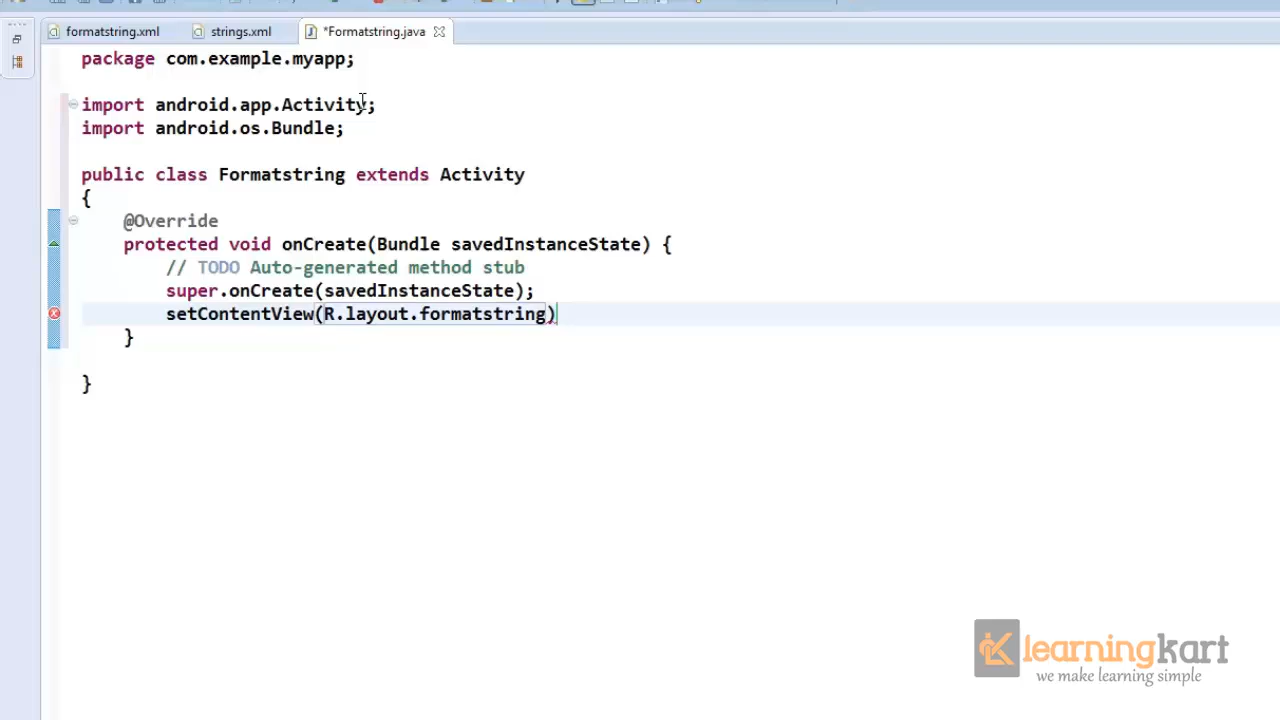 formatstring.xml strings.xml *Formatstring.java
package com.example.myapp;
import android.app.Activity;
import android.os.Bundle;
public class Formatstring extends Activity
{
@Override
protected void onCreate(Bundle savedInstanceState) {
// TODO Auto-generated method stub
super.onCreate(savedInstanceState);
setContentView(R.layout.formatstring)
}
}
learningkart
we make learning simple